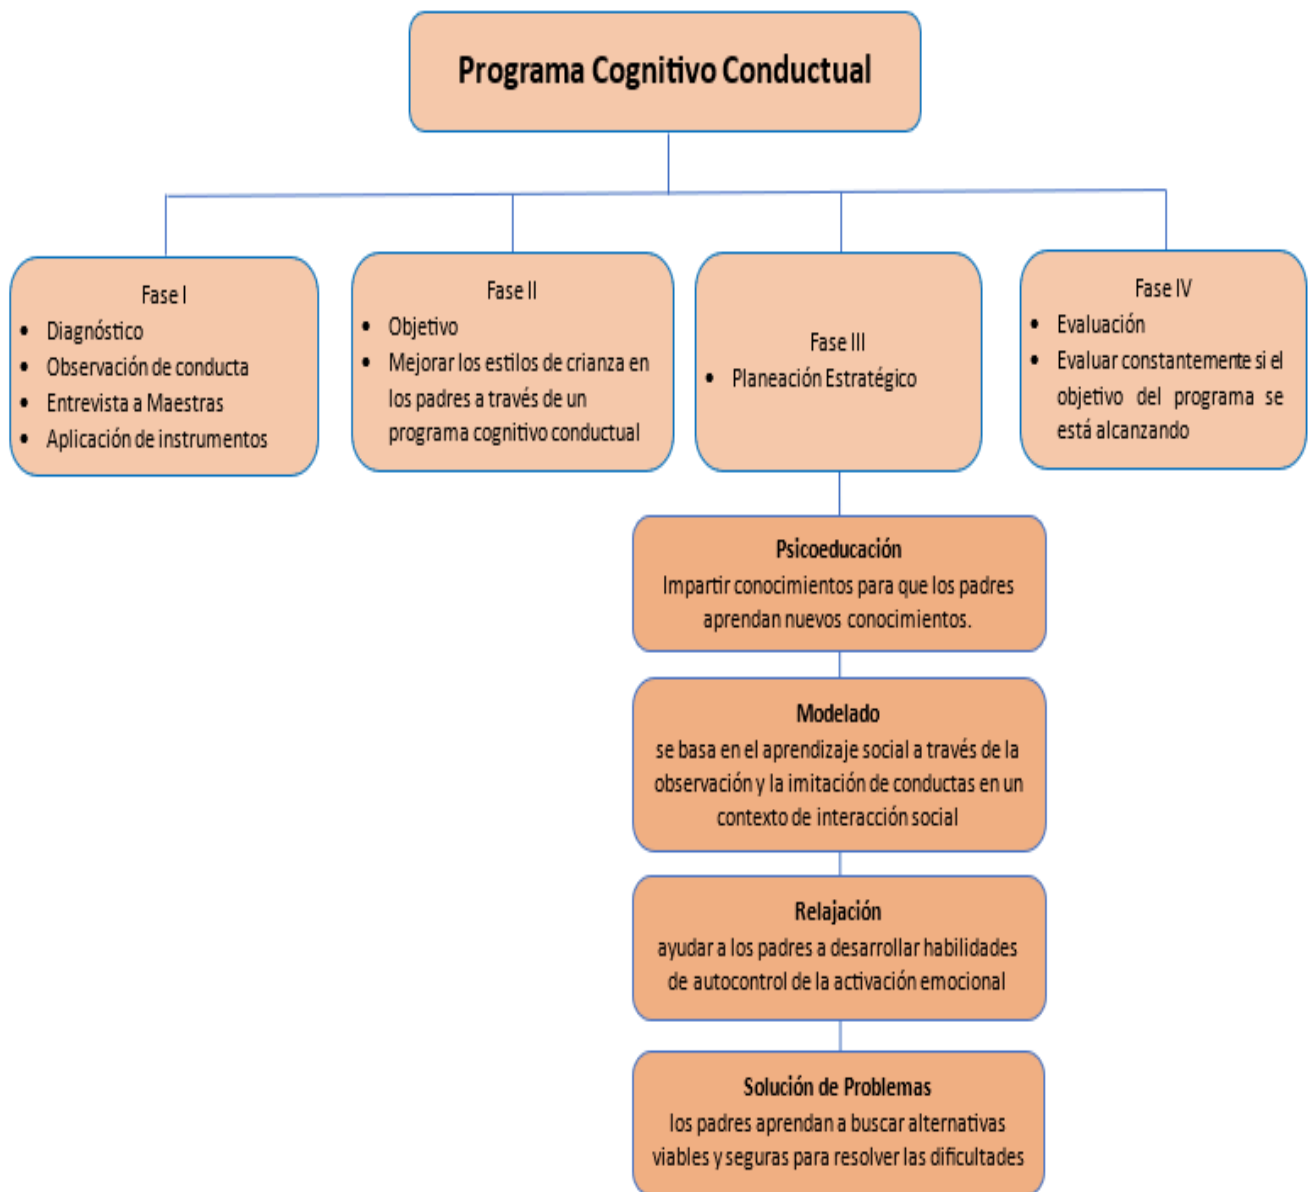 Programa Cognitivo Conductual
Fase I
• Diagnóstico
• Observación de conducta
• Entrevista a Maestras
• Aplicación de instrumentos
Fase II
• Objetivo
• Mejorar los estilos de crianza en
los padres a través de un
programa cognitivo conductual
Fase III
• Planeación Estratégico
Fase IV
• Evaluación
• Evaluar constantemente si el
objetivo del programa se
está alcanzando
Psicoeducación
Impartir conocimientos para que los padres
aprendan nuevos conocimientos.
Modelado
se basa en el aprendizaje social a través de la
observación y la imitación de conductas en un
contexto de interacción social
Relajación
ayudar a los padres a desarrollar habilidades
de autocontrol de la activación emocional
Solución de Problemas
los padres aprendan a buscar alternativas
viables y seguras para resolver las dificultades